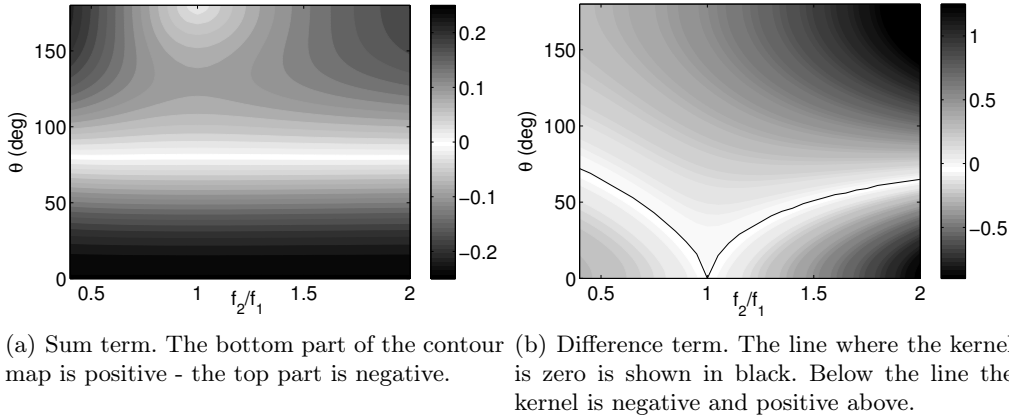 150
100
50
0
θ (deg)
0.5
1
1.5
2
f2/f1
0.2
0.1
0
−0.1
−0.2
150
100
50
0
θ (deg)
0.5
1
1.5
2
f2/f1
1
0.5
0
−0.5
(a) Sum term. The bottom part of the contour
map is positive - the top part is negative.
(b) Difference term. The line where the kernel
is zero is shown in black. Below the line the
kernel is negative and positive above.